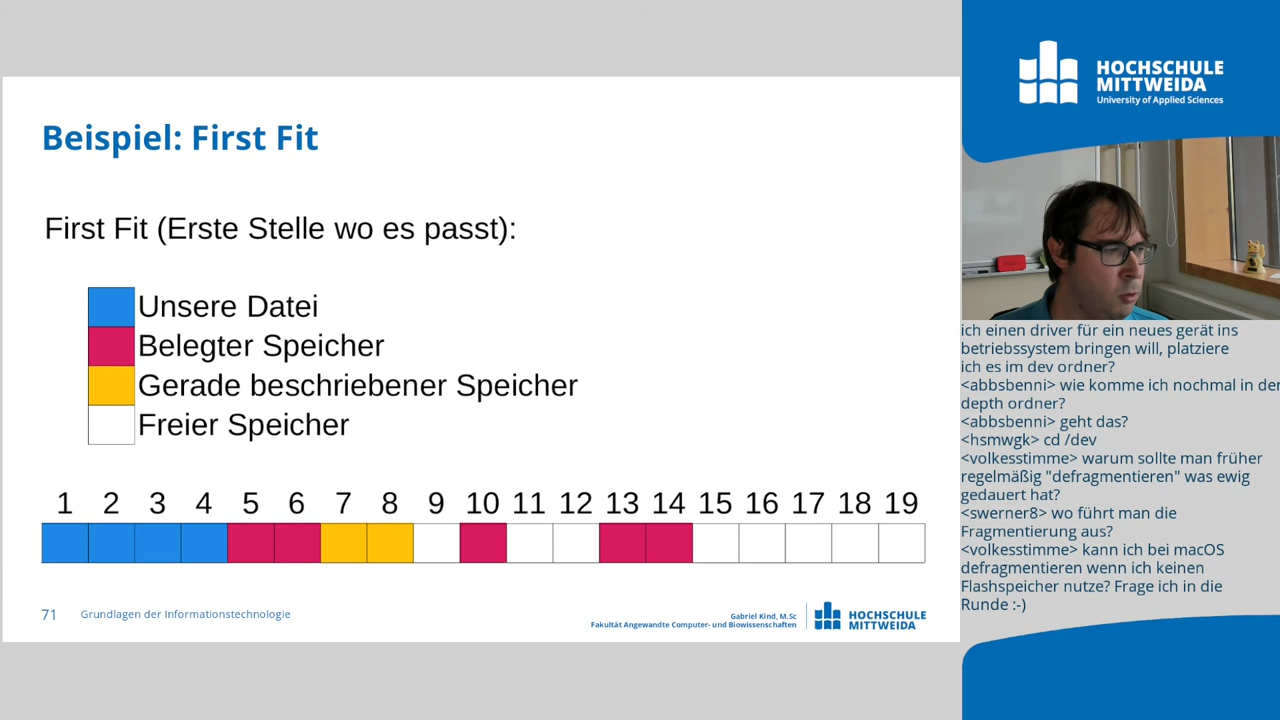 Beispiel: First Fit
First Fit (Erste Stelle wo es passt):
Unsere Datei
Belegter Speicher
Gerade beschriebener Speicher
Freier Speicher
1 2 3 4 5 6 7 8 9 10 11 12 13 14 15 16 17 18 19
71 Grundlagen der Informationstechnologie
Gabriel Kind, M.Sc
Fakultät Angewandte Computer- und Biowissenschaften
HOCHSCHULE
MITTWEIDA
HOCHSCHULE
MITTWEIDA
University of Applied Sciences
ich einen driver für ein neues gerät ins
betriebssystem bringen will, platziere
ich es im dev ordner?
<abbsbenni> wie komme ich nochmal in der
depth ordner?
<abbsbenni> geht das?
<hsmwgk> cd /dev
<volkesstimme> warum sollte man früher
regelmäßig "defragmentieren" was ewig
gedauert hat?
<swerner8> wo führt man die
Fragmentierung aus?
<volkesstimme> kann ich bei macOS
defragmentieren wenn ich keinen
Flashspeicher nutze? Frage ich in die
Runde :-)